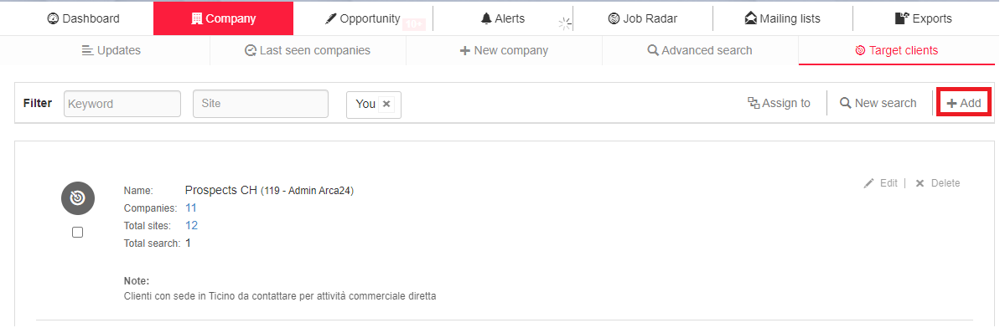 Dashboard Company Opportunity 10+ Alerts Job Radar Mailing lists Exports
Updates Last seen companies New company Advanced search Target clients
Filter Keyword Site You Assign to New search Add
Name: Prospects CH (119 - Admin Arca24) Edit Delete
Companies: 11
Total sites: 12
Total search: 1
Note:
Clienti con sede in Ticino da contattare per attività commerciale diretta